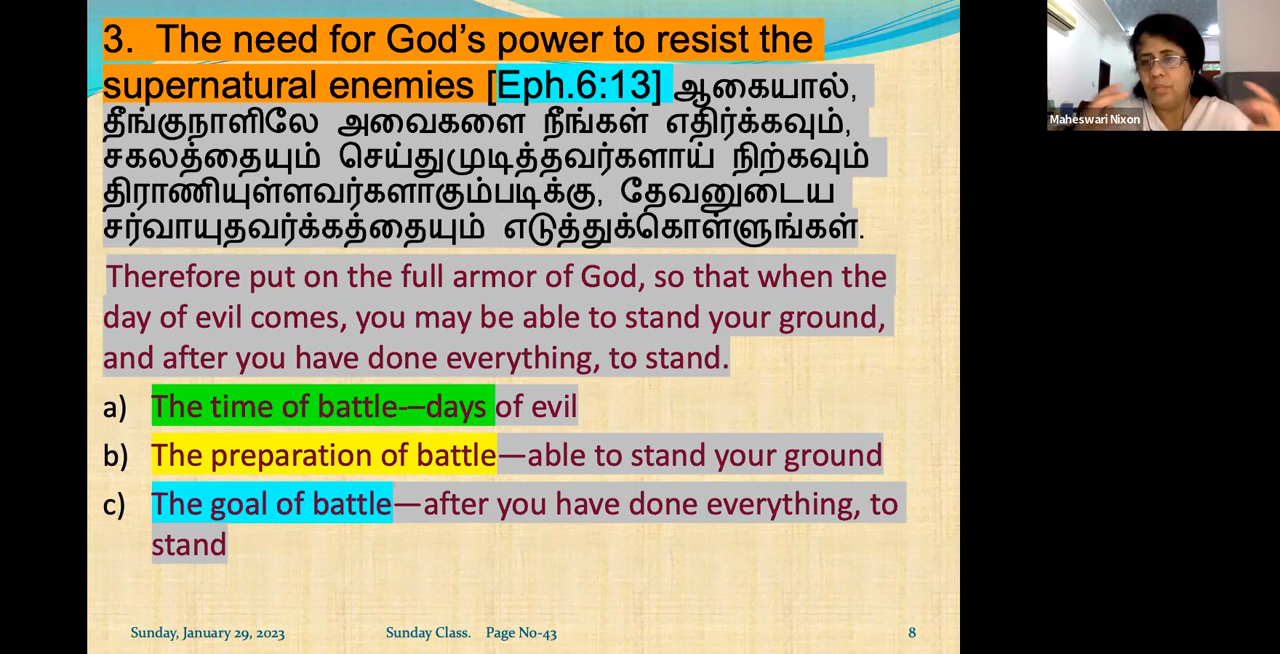 3. The need for God’s power to resist the
supernatural enemies [Eph.6:13] ஆகையால்,
தீங்குநாளிலே அவைகளை நீங்கள் எதிர்க்கவும்,
சகலத்தையும் செய்துமுடித்தவர்களாய் நிற்கவும்
திராணியுள்ளவர்களாகும்படிக்கு, தேவனுடைய
சர்வாயுதவர்க்கத்தையும் எடுத்துக்கொள்ளுங்கள்.
Therefore put on the full armor of God, so that when the
day of evil comes, you may be able to stand your ground,
and after you have done everything, to stand.
a) The time of battle-–days of evil
b) The preparation of battle—able to stand your ground
c) The goal of battle—after you have done everything, to
stand
Sunday, January 29, 2023 Sunday Class. Page No-43 8
Maheswari Nixon